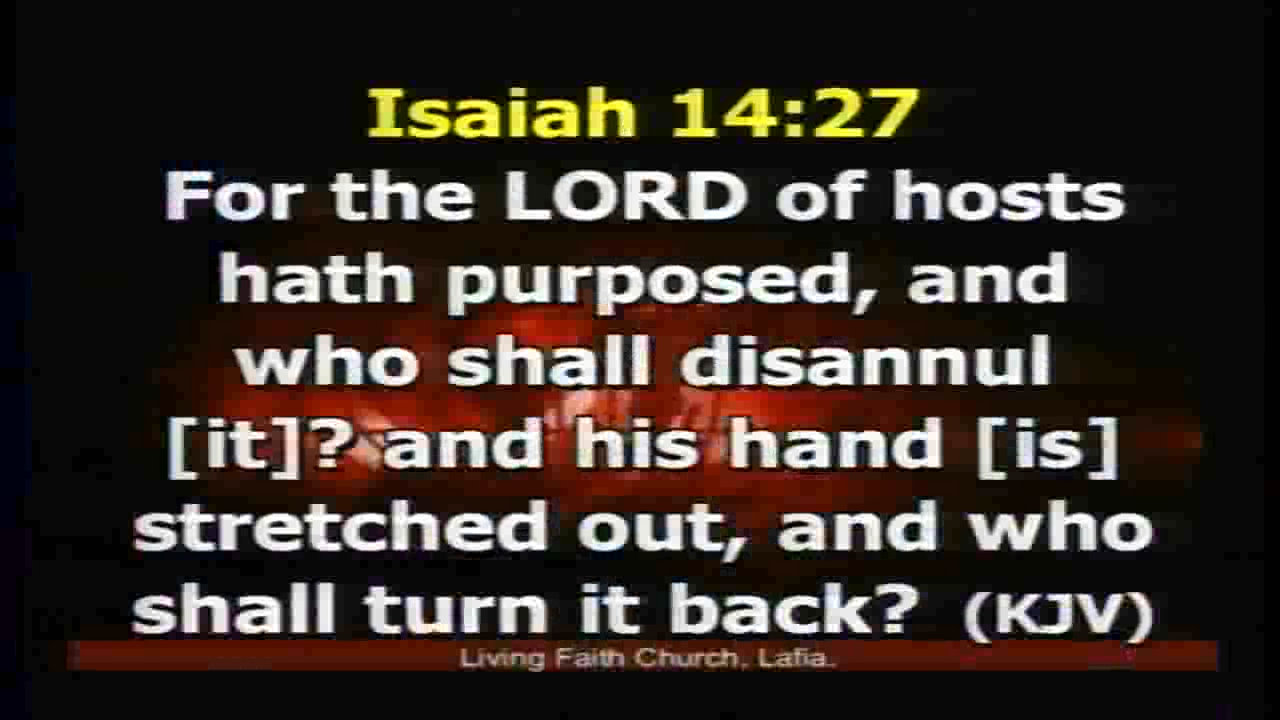 Isaiah 14:27
For the LORD of hosts
hath purposed, and
who shall disannul
[it]? and his hand [is]
stretched out, and who
shall turn it back? (KJV)
Living Faith Church, Lafia.